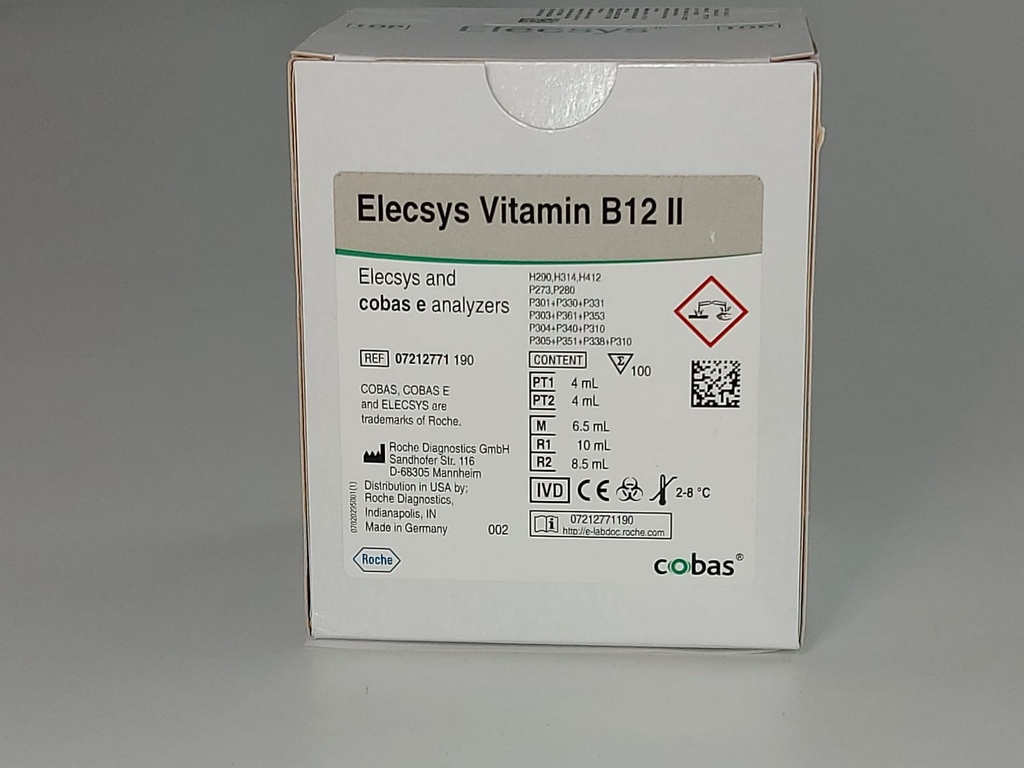 TOP
Elecsys®
TOP
Elecsys Vitamin B12 II
Elecsys and
cobas e analyzers
REF 07212771 190
COBAS, COBAS E
and ELECSYS are
trademarks of Roche.
Roche Diagnostics GmbH
Sandhofer Str. 116
D-68305 Mannheim
Distribution in USA by:
Roche Diagnostics,
Indianapolis, IN
Made in Germany
002
Roche
H290,H314,H412
P273,P280
P301+P330+P331
P303+P361+P353
P304+P340+P310
P305+P351+P338+P310
CONTENT Σ 100
PT1 4 mL
PT2 4 mL
M 6.5 mL
R1 10 mL
R2 8.5 mL
IVD CE 2-8 °C
i 07212771190
http://e-labdoc.roche.com
cobas®